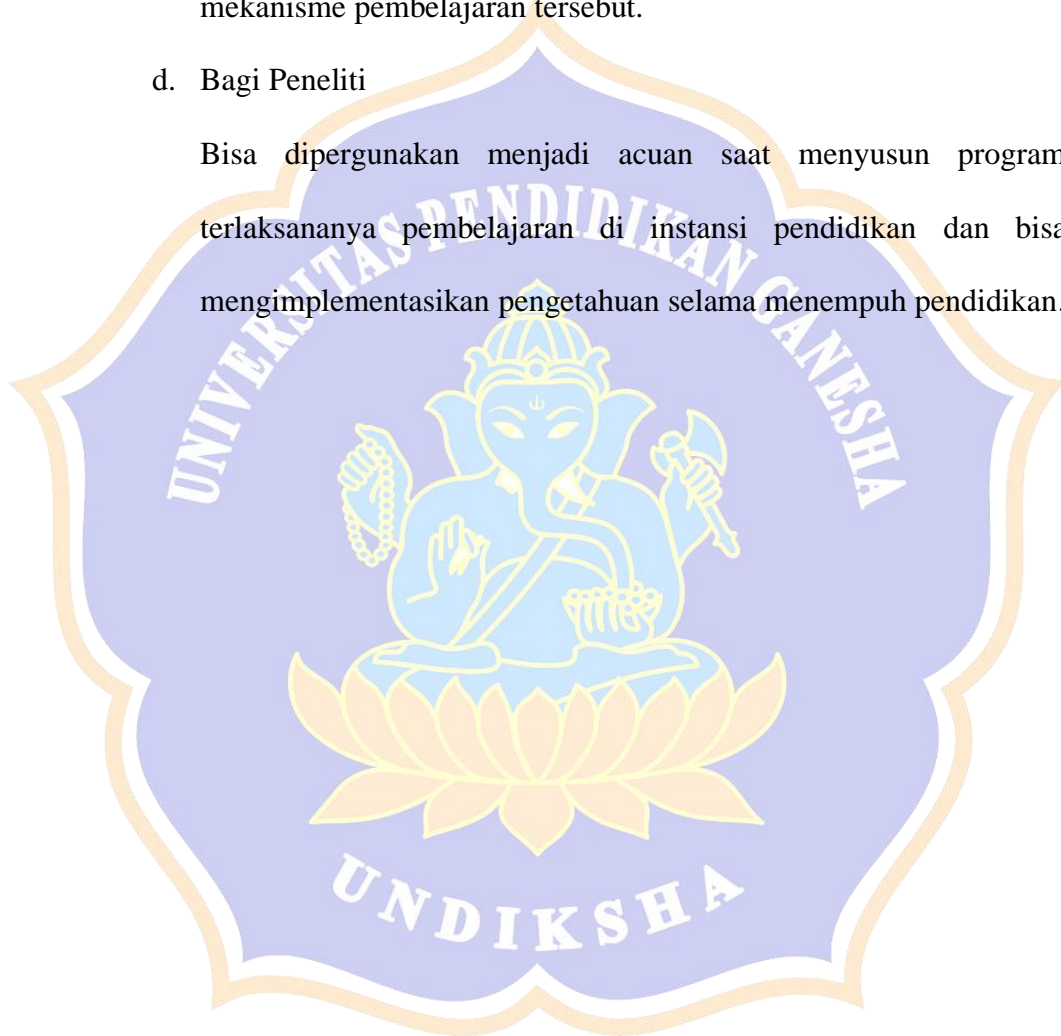 mekanisme pembelajaran tersebut.
d. Bagi Peneliti
Bisa dipergunakan menjadi acuan saat menyusun program
terlaksananya pembelajaran di instansi pendidikan dan bisa
mengimplementasikan pengetahuan selama menempuh pendidikan.
UNIVERSITAS PENDIDIKAN GANESHA
UNDIKSHA